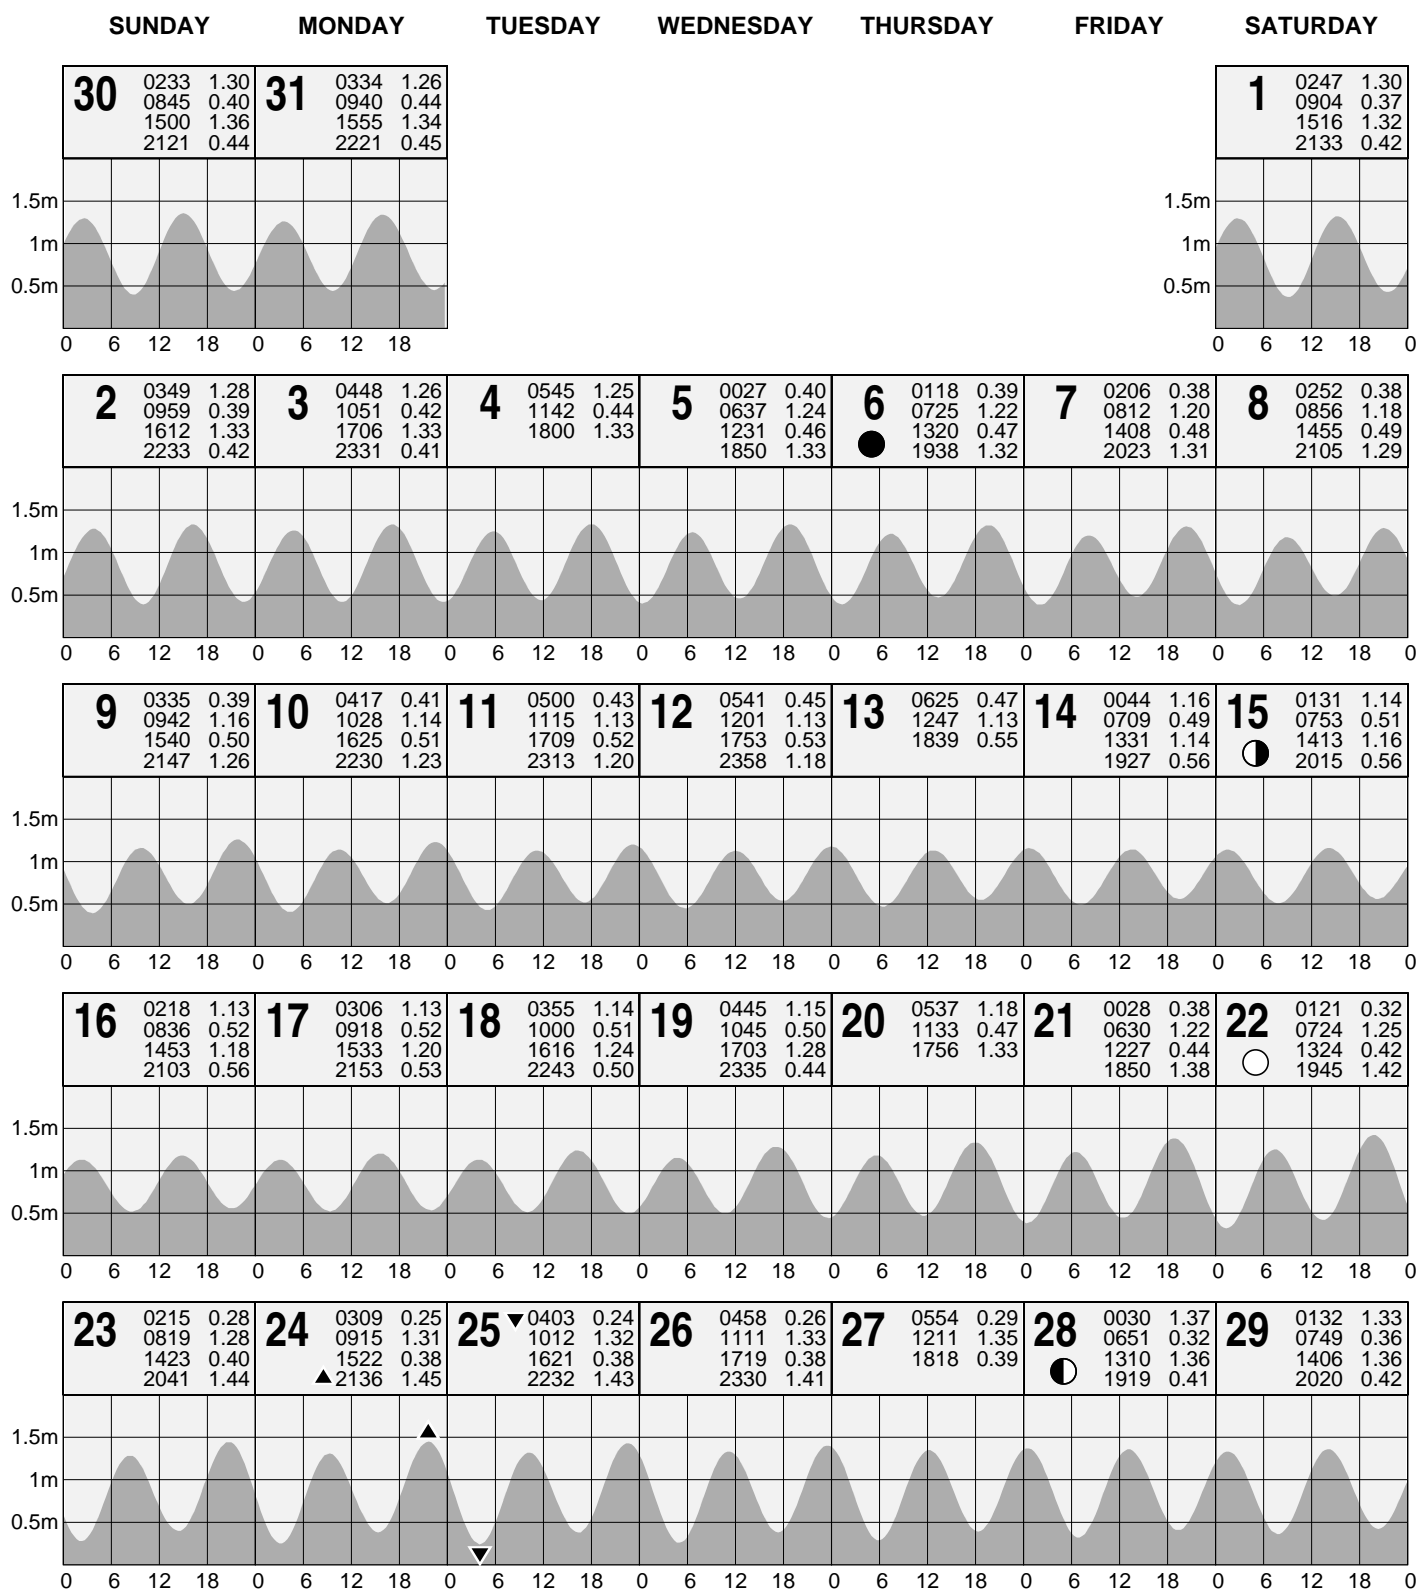 SUNDAY MONDAY TUESDAY WEDNESDAY THURSDAY FRIDAY SATURDAY
30 0233 1.30 31 0334 1.26 1 0247 1.30
0845 0.40 0940 0.44 0904 0.37
1500 1.36 1555 1.34 1516 1.32
2121 0.44 2221 0.45 2133 0.42
1.5m 1.5m
1m 1m
0.5m 0.5m
0 6 12 18 0 6 12 18 0 6 12 18 0
2 0349 1.28 3 0448 1.26 4 0545 1.25 5 0027 0.40 6 0118 0.39 7 0206 0.38 8 0252 0.38
0959 0.39 1051 0.42 1142 0.44 0637 1.24 0725 1.22 0812 1.20 0856 1.18
1612 1.33 1706 1.33 1800 1.33 1231 0.46 1320 0.47 1408 0.48 1455 0.49
2233 0.42 2331 0.41 1850 1.33 1938 1.32 2023 1.31 2105 1.29
1.5m
1m
0.5m
0 6 12 18 0 6 12 18 0 6 12 18 0 6 12 18 0 6 12 18 0 6 12 18 0 6 12 18 0
9 0335 0.39 10 0417 0.41 11 0500 0.43 12 0541 0.45 13 0625 0.47 14 0044 1.16 15 0131 1.14
0942 1.16 1028 1.14 1115 1.13 1201 1.13 1247 1.13 0709 0.49 0753 0.51
1540 0.50 1625 0.51 1709 0.52 1753 0.53 1839 0.55 1331 1.14 1413 1.16
2147 1.26 2230 1.23 2313 1.20 2358 1.18 1927 0.56 2015 0.56
1.5m
1m
0.5m
0 6 12 18 0 6 12 18 0 6 12 18 0 6 12 18 0 6 12 18 0 6 12 18 0 6 12 18 0
16 0218 1.13 17 0306 1.13 18 0355 1.14 19 0445 1.15 20 0537 1.18 21 0028 0.38 22 0121 0.32
0836 0.52 0918 0.52 1000 0.51 1045 0.50 1133 0.47 0630 1.22 0724 1.25
1453 1.18 1533 1.20 1616 1.24 1703 1.28 1756 1.33 1227 0.44 1324 0.42
2103 0.56 2153 0.53 2243 0.50 2335 0.44 1850 1.38 1945 1.42
1.5m
1m
0.5m
0 6 12 18 0 6 12 18 0 6 12 18 0 6 12 18 0 6 12 18 0 6 12 18 0 6 12 18 0
23 0215 0.28 24 0309 0.25 25 0403 0.24 26 0458 0.26 27 0554 0.29 28 0030 1.37 29 0132 1.33
0819 1.28 0915 1.31 1012 1.32 1111 1.33 1211 1.35 0651 0.32 0749 0.36
1423 0.40 1522 0.38 1621 0.38 1719 0.38 1818 0.39 1310 1.36 1406 1.36
2041 1.44 2136 1.45 2232 1.43 2330 1.41 1919 0.41 2020 0.42
1.5m
1m
0.5m
0 6 12 18 0 6 12 18 0 6 12 18 0 6 12 18 0 6 12 18 0 6 12 18 0 6 12 18 0